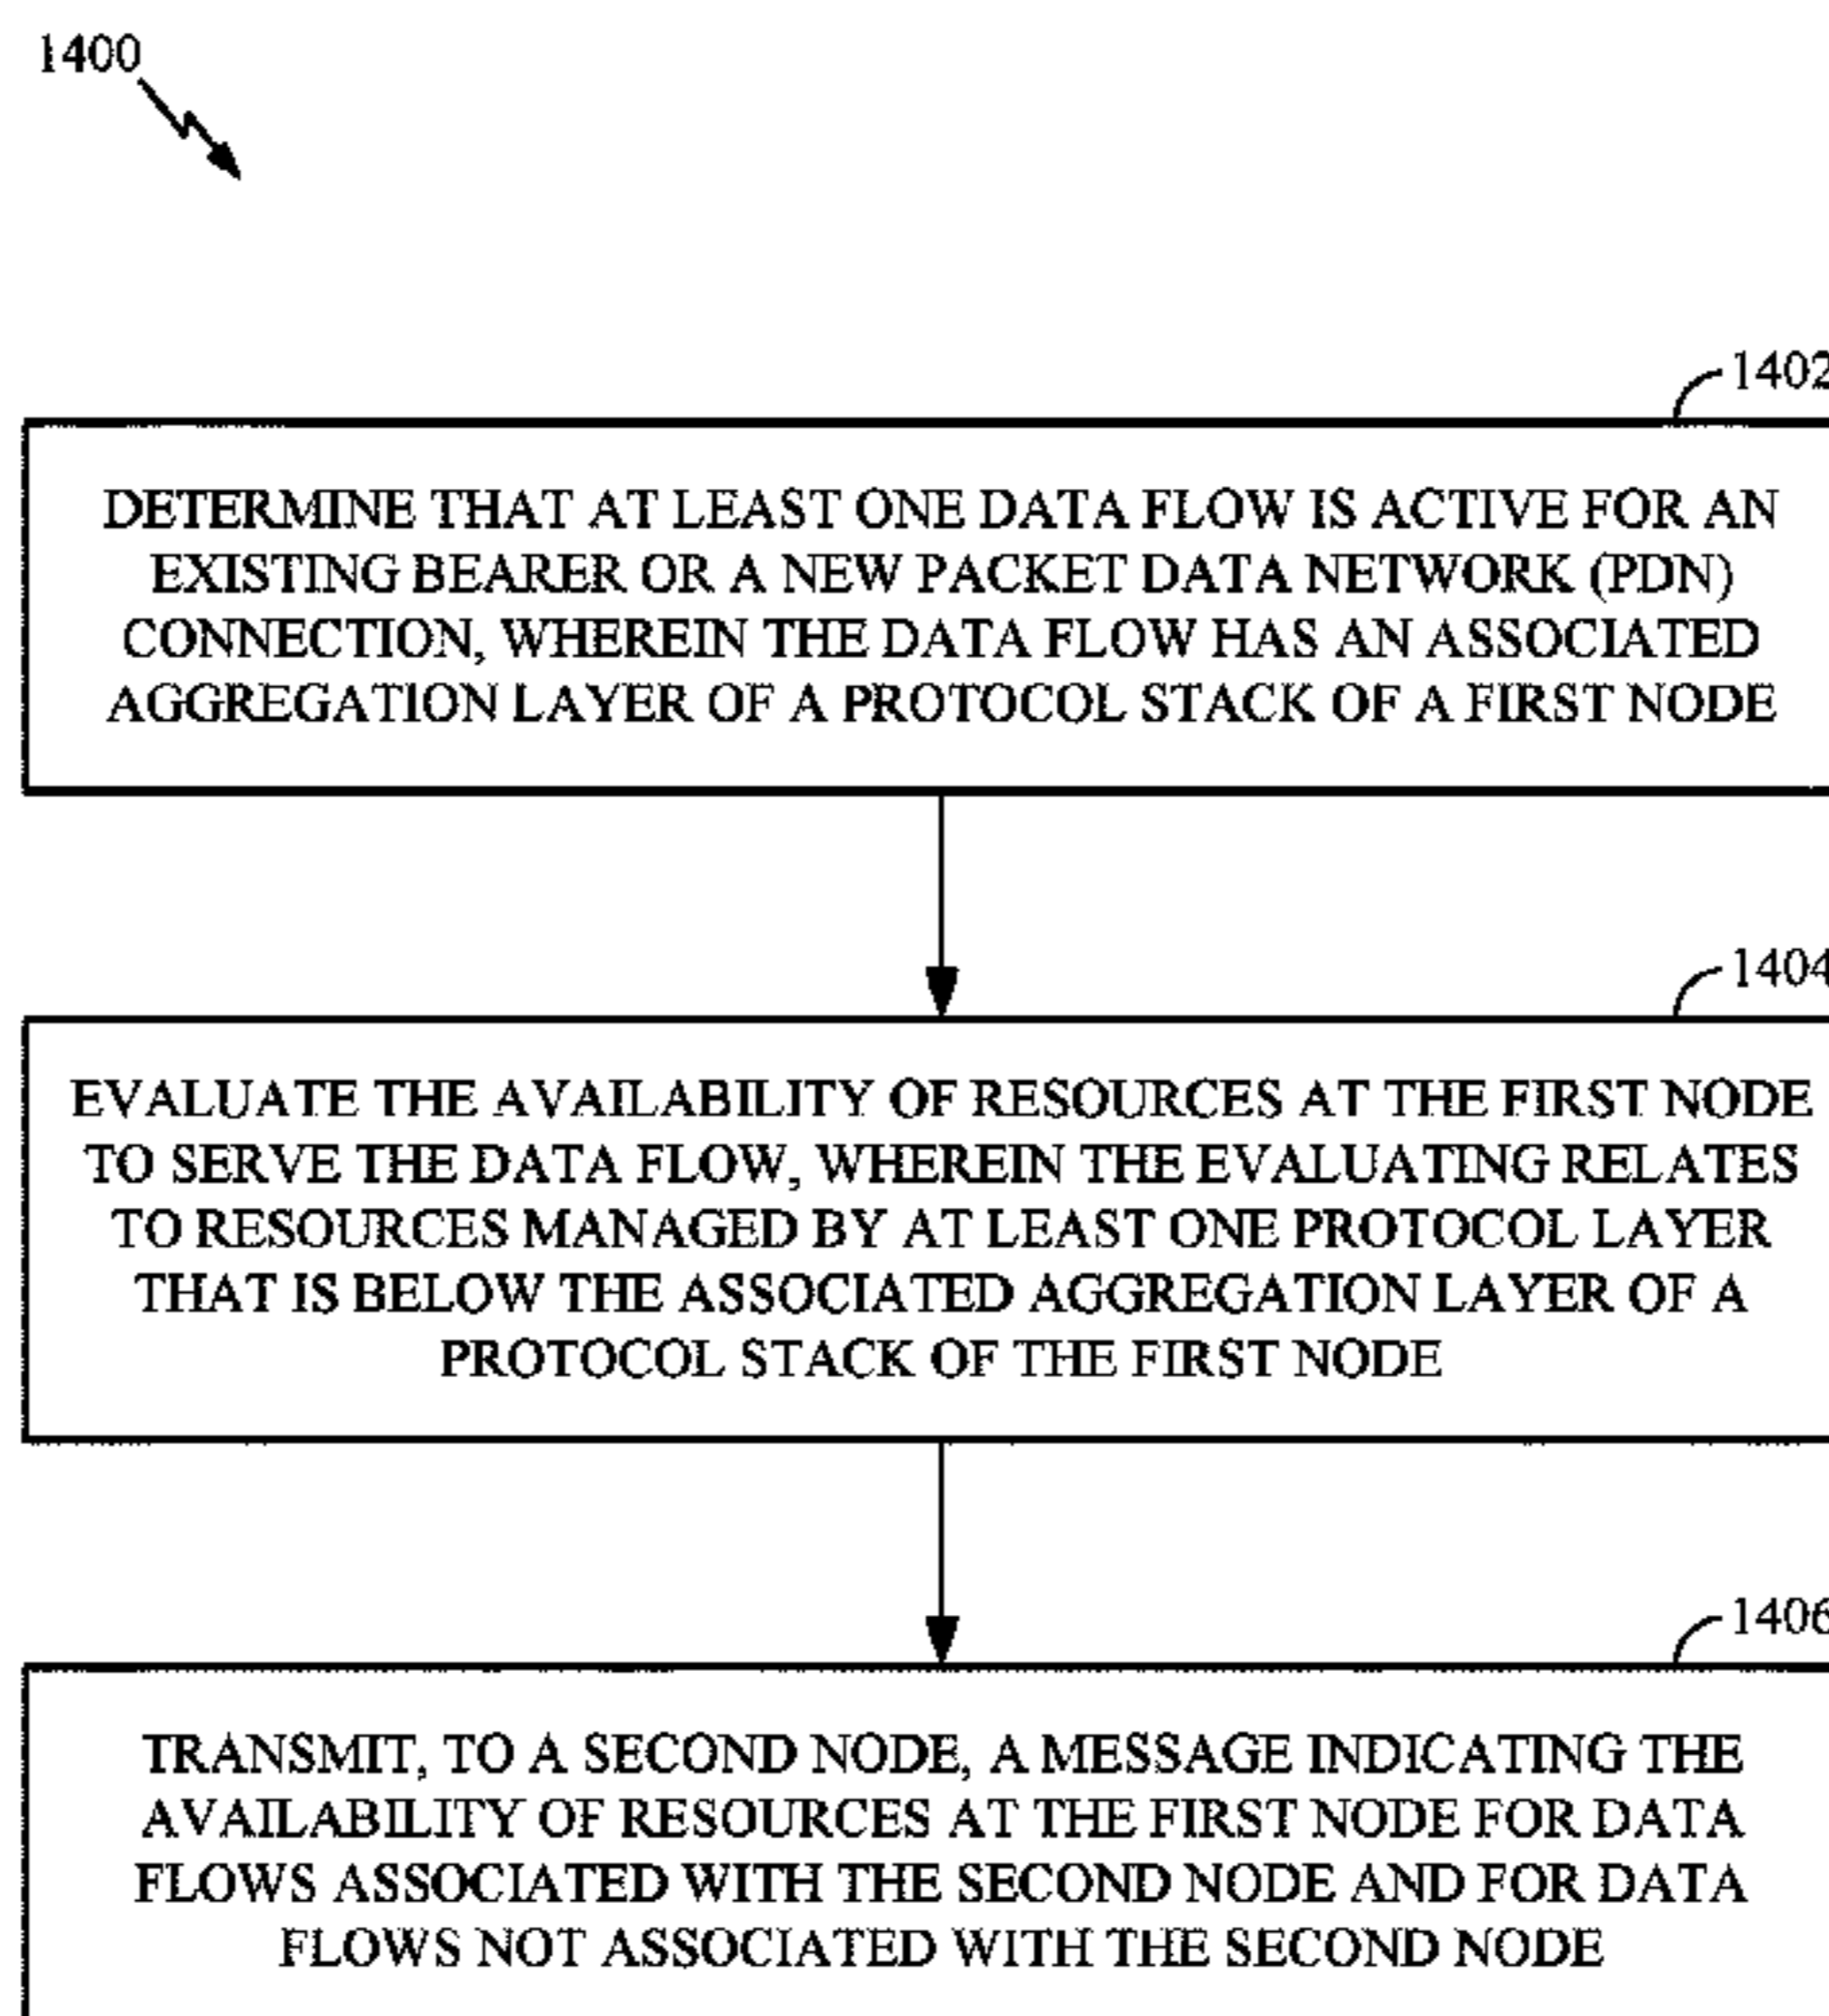 1400
1402
DETERMINE THAT AT LEAST ONE DATA FLOW IS ACTIVE FOR AN
EXISTING BEARER OR A NEW PACKET DATA NETWORK (PDN)
CONNECTION, WHEREIN THE DATA FLOW HAS AN ASSOCIATED
AGGREGATION LAYER OF A PROTOCOL STACK OF A FIRST NODE
1404
EVALUATE THE AVAILABILITY OF RESOURCES AT THE FIRST NODE
TO SERVE THE DATA FLOW, WHEREIN THE EVALUATING RELATES
TO RESOURCES MANAGED BY AT LEAST ONE PROTOCOL LAYER
THAT IS BELOW THE ASSOCIATED AGGREGATION LAYER OF A
PROTOCOL STACK OF THE FIRST NODE
1406
TRANSMIT, TO A SECOND NODE, A MESSAGE INDICATING THE
AVAILABILITY OF RESOURCES AT THE FIRST NODE FOR DATA
FLOWS ASSOCIATED WITH THE SECOND NODE AND FOR DATA
FLOWS NOT ASSOCIATED WITH THE SECOND NODE